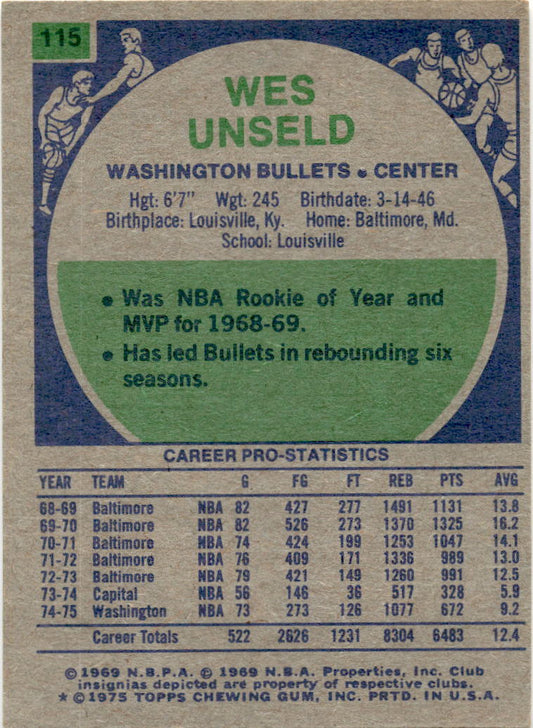 115
WES
UNSELD
WASHINGTON BULLETS • CENTER
Hgt: 6'7" Wgt: 245 Birthdate: 3-14-46
Birthplace: Louisville, Ky. Home: Baltimore, Md.
School: Louisville
• Was NBA Rookie of Year and
MVP for 1968-69.
• Has led Bullets in rebounding six
seasons.
CAREER PRO-STATISTICS
YEAR TEAM G FG FT REB PTS AVG
68-69 Baltimore NBA 82 427 277 1491 1131 13.8
69-70 Baltimore NBA 82 526 273 1370 1325 16.2
70-71 Baltimore NBA 74 424 199 1253 1047 14.1
71-72 Baltimore NBA 76 409 171 1336 989 13.0
72-73 Baltimore NBA 79 421 149 1260 991 12.5
73-74 Capital NBA 56 146 36 517 328 5.9
74-75 Washington NBA 73 273 126 1077 672 9.2
Career Totals 522 2626 1231 8304 6483 12.4
© 1969 N.B.P.A. © 1969 N.B.A. Properties, Inc. Club
insignias depicted are property of respective clubs.
* © 1975 TOPPS CHEWING GUM, INC. PRTD. IN U.S.A.